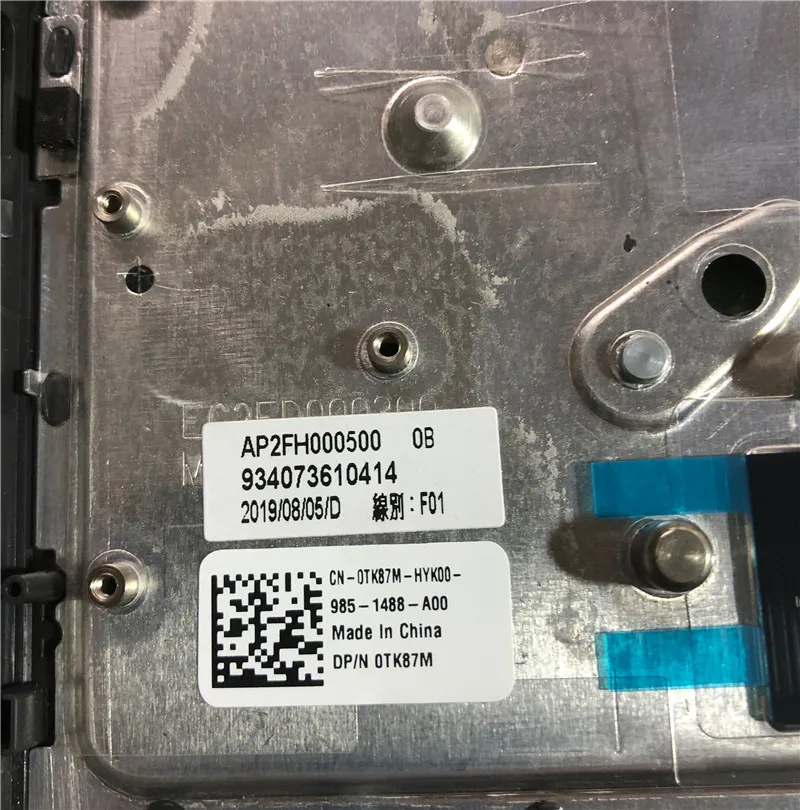 AP2FH000500 0B
934073610414
2019/08/05/D 線別：F01
CN-0TK87M-HYK00-
985-1488-A00
Made In China
DP/N 0TK87M